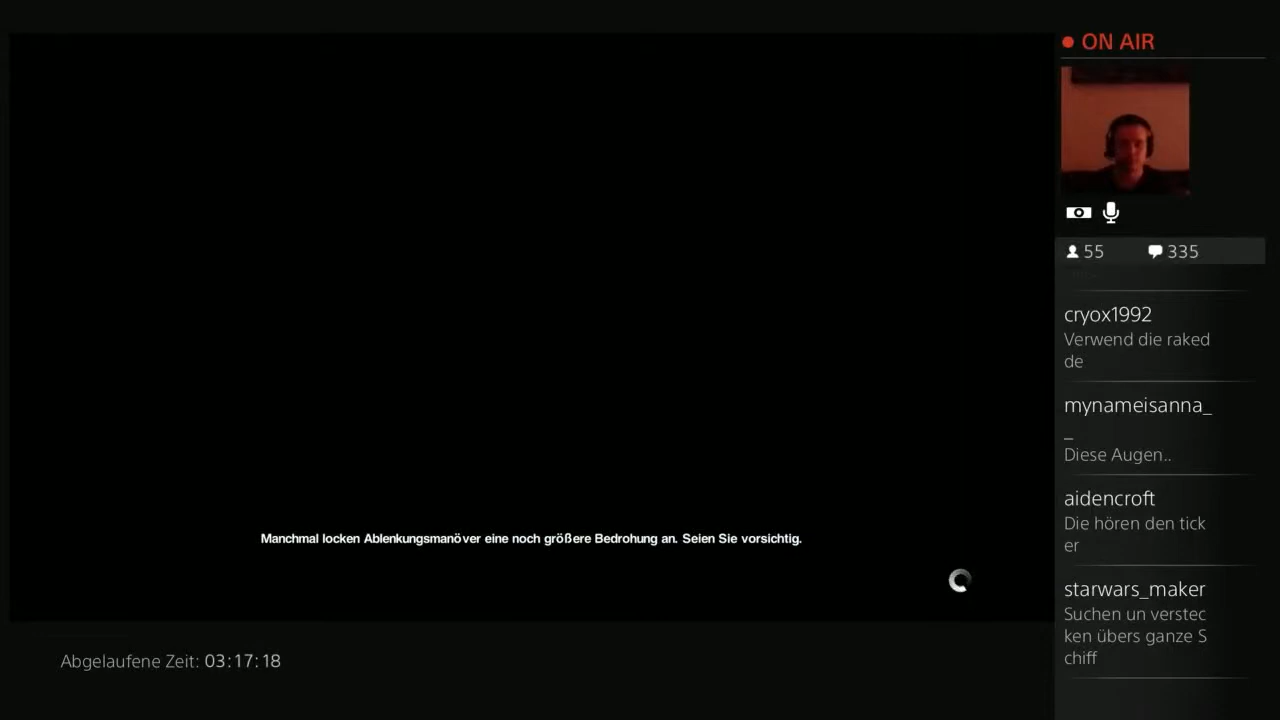 ON AIR
55 335
cryox1992
Verwend die raked
de
mynameisanna_
_
Diese Augen..
aidencroft
Die hören den tick
er
starwars_maker
Suchen un verstec
ken übers ganze S
chiff
Manchmal locken Ablenkungsmanöver eine noch größere Bedrohung an. Seien Sie vorsichtig.
Abgelaufene Zeit: 03:17:18